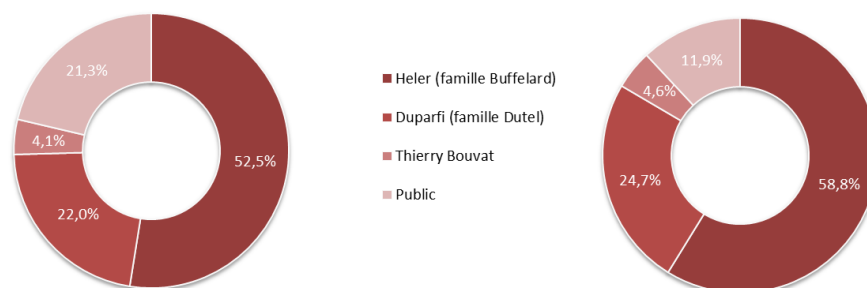 21,3%
4,1%
22,0%
52,5%
Heler (famille Buffelard)
Duparfi (famille Dutel)
Thierry Bouvat
Public
11,9%
4,6%
24,7%
58,8%